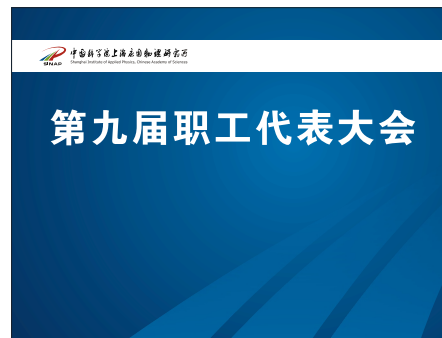 中国科学院上海应用物理研究所
Shanghai Institute of Applied Physics, Chinese Academy of Sciences
SINAP
第九届职工代表大会